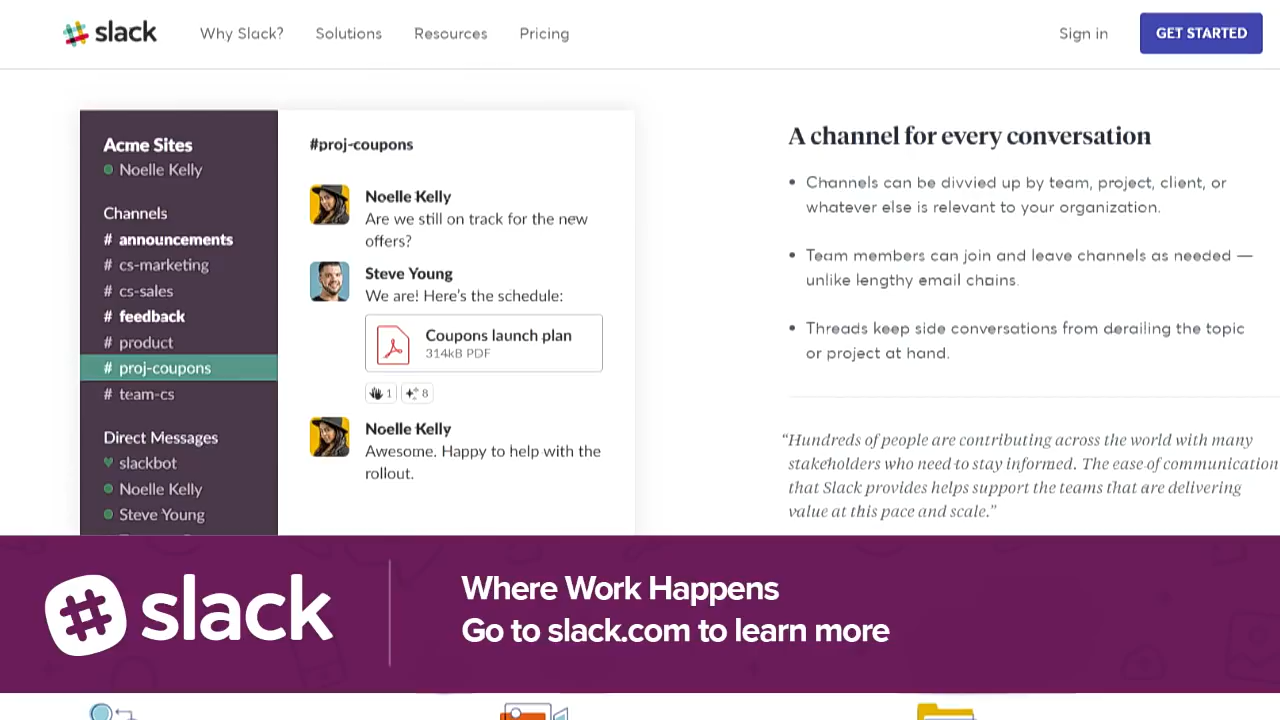 slack Why Slack? Solutions Resources Pricing Sign in GET STARTED
Acme Sites
Noelle Kelly
Channels
# announcements
# cs-marketing
# cs-sales
# feedback
# product
# proj-coupons
# team-cs
Direct Messages
slackbot
Noelle Kelly
Steve Young
#proj-coupons
Noelle Kelly
Are we still on track for the new
offers?
Steve Young
We are! Here's the schedule:
Coupons launch plan
314kB PDF
1 8
Noelle Kelly
Awesome. Happy to help with the
rollout.
A channel for every conversation
• Channels can be divvied up by team, project, client, or
whatever else is relevant to your organization.
• Team members can join and leave channels as needed —
unlike lengthy email chains.
• Threads keep side conversations from derailing the topic
or project at hand.
“Hundreds of people are contributing across the world with many
stakeholders who need to stay informed. The ease of communication
that Slack provides helps support the teams that are delivering
value at this pace and scale.”
slack
Where Work Happens
Go to slack.com to learn more